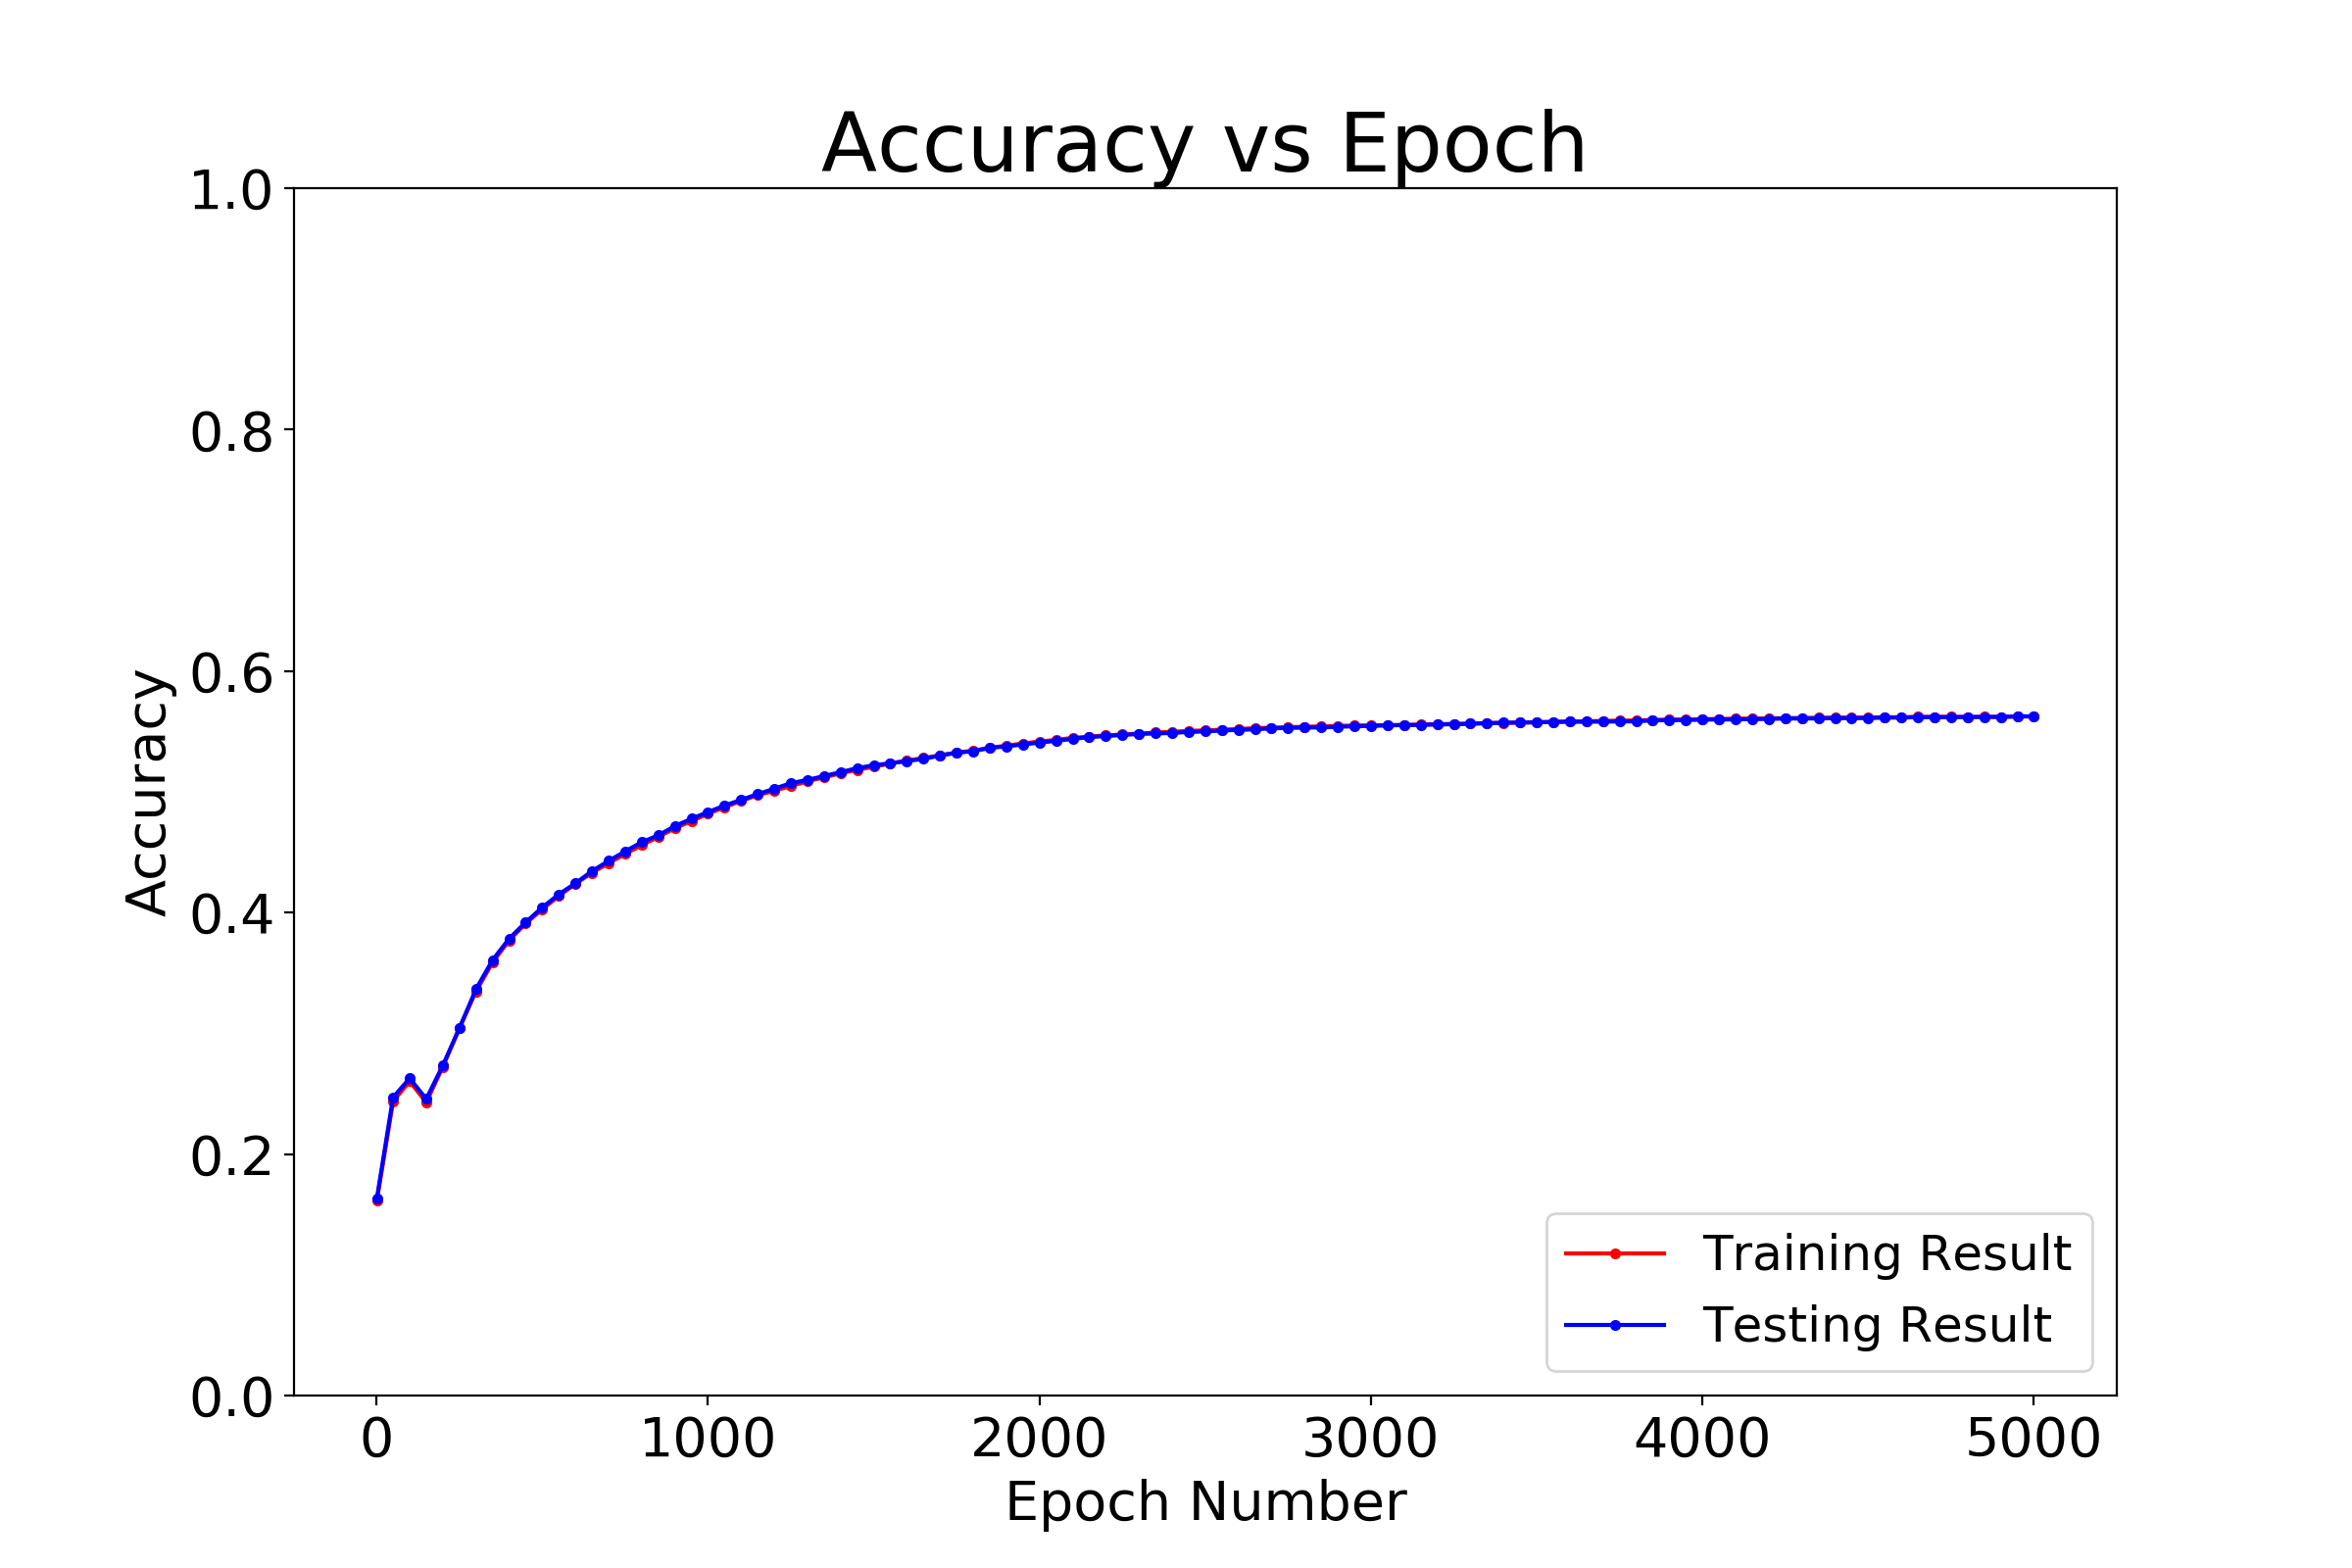 Accuracy vs Epoch
1.0
0.8
0.6
0.4
0.2
0.0
Accuracy
0 1000 2000 3000 4000 5000
Epoch Number
Training Result
Testing Result